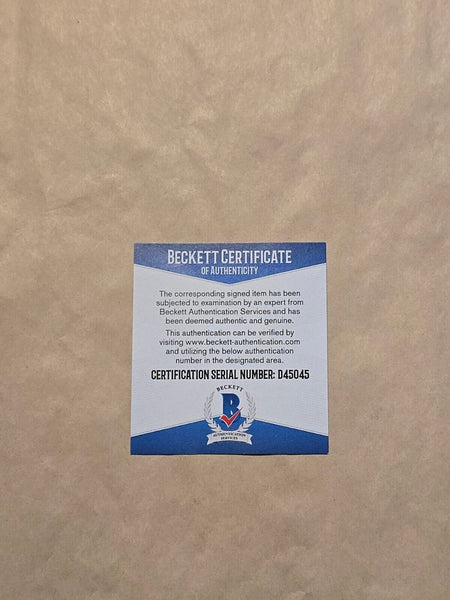 BECKETT CERTIFICATE
OF AUTHENTICITY
The corresponding signed item has been
subjected to examination by an expert from
Beckett Authentication Services and has
been deemed authentic and genuine.
This authentication can be verified by
visiting www.beckett-authentication.com
and utilizing the below authentication
number in the designated area.
CERTIFICATION SERIAL NUMBER: D45045
BECKETT
B
AUTHENTICATION
SERVICES